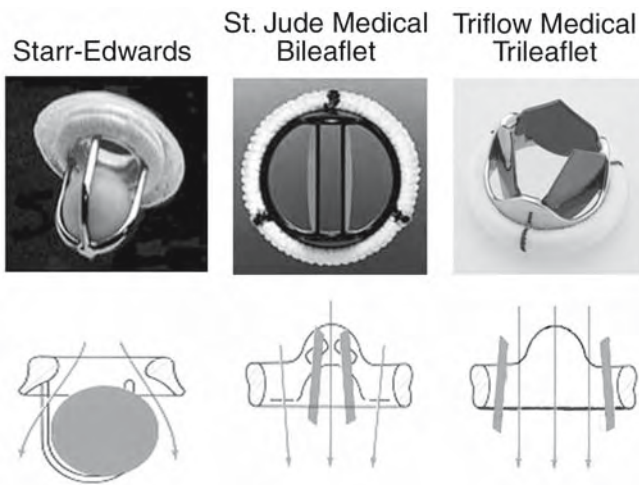 Starr-Edwards
St. Jude Medical
Bileaflet
Triflow Medical
Trileaflet